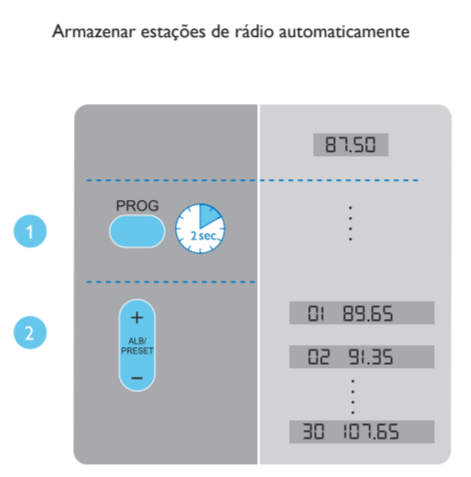 Armazenar estações de rádio automaticamente
87.50
PROG
1
2 sec.
2
+
ALB/
PRESET
−
01 89.65
02 91.35
30 107.65